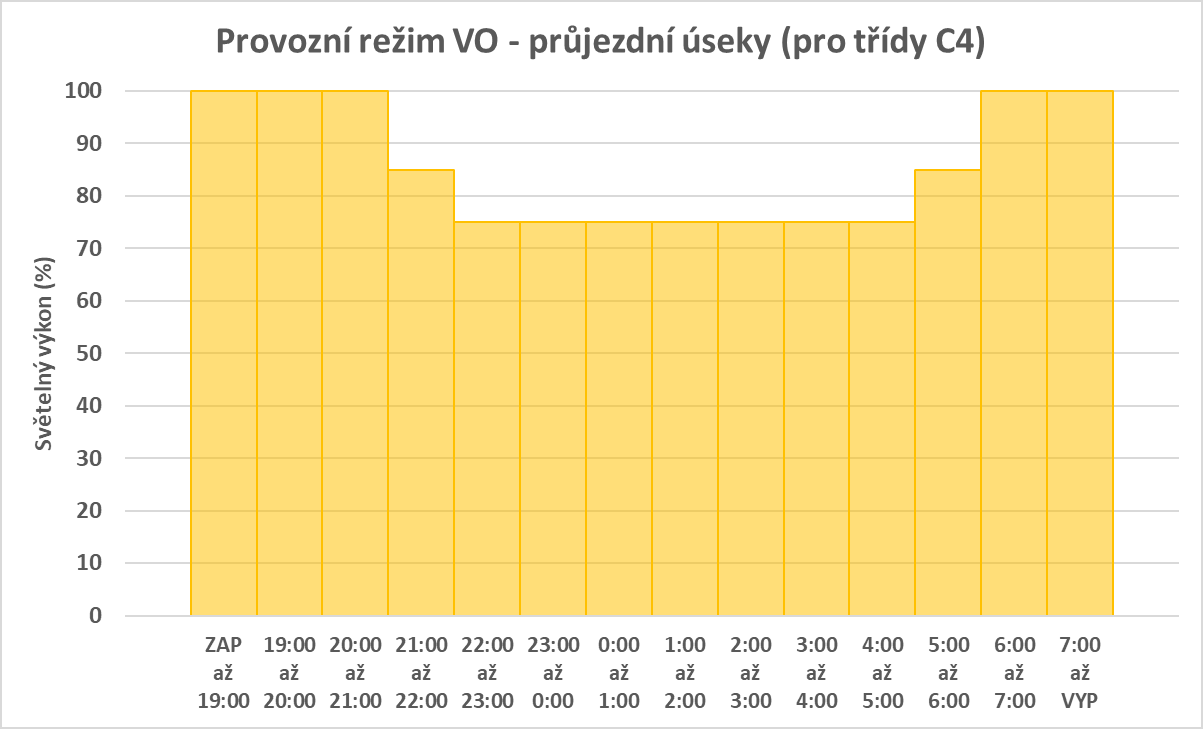 Provozní režim VO - průjezdní úseky (pro třídy C4)
Světelný výkon (%)
100
90
80
70
60
50
40
30
20
10
0
ZAP až 19:00
19:00 až 20:00
20:00 až 21:00
21:00 až 22:00
22:00 až 23:00
23:00 až 0:00
0:00 až 1:00
1:00 až 2:00
2:00 až 3:00
3:00 až 4:00
4:00 až 5:00
5:00 až 6:00
6:00 až 7:00
7:00 až VYP